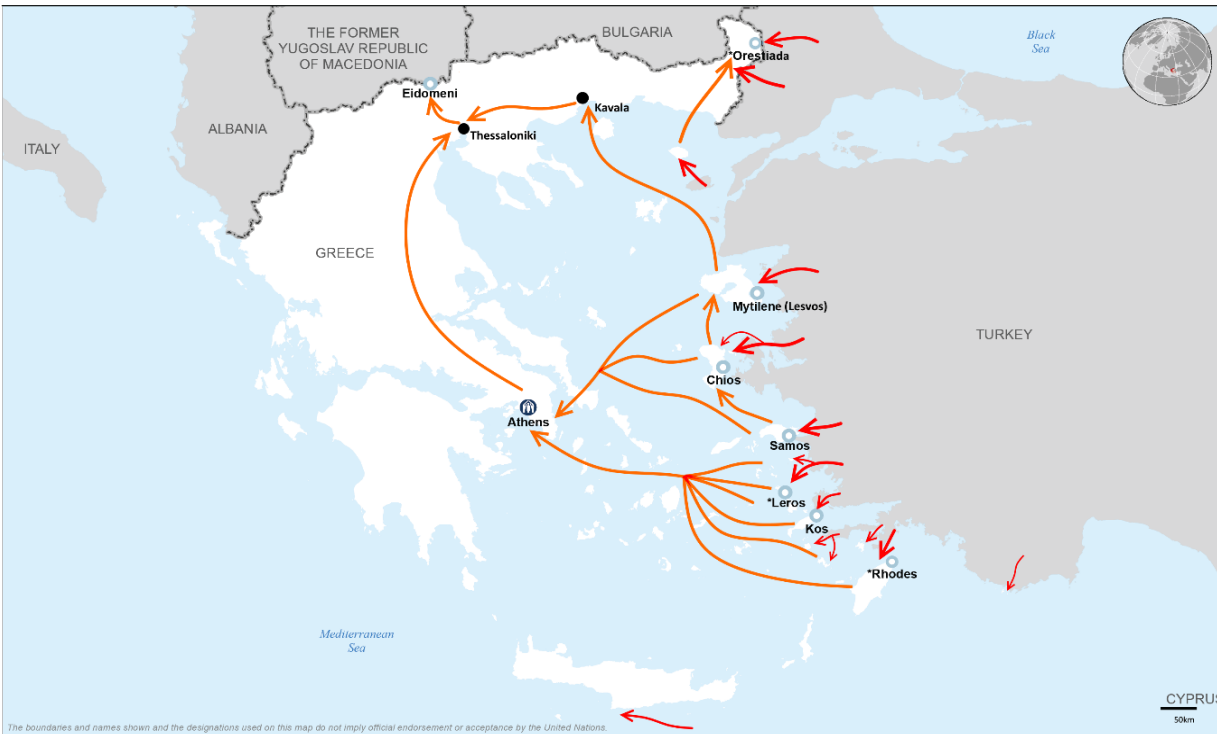 THE FORMER
YUGOSLAV REPUBLIC
OF MACEDONIA
BULGARIA
Black
Sea
*Orestiada
Eidomeni
Kavala
ALBANIA
Thessaloniki
ITALY
GREECE
Mytilene (Lesvos)
TURKEY
Chios
Athens
Samos
*Leros
Kos
*Rhodes
Mediterranean
Sea
CYPRUS
50km
The boundaries and names shown and the designations used on this map do not imply official endorsement or acceptance by the United Nations.